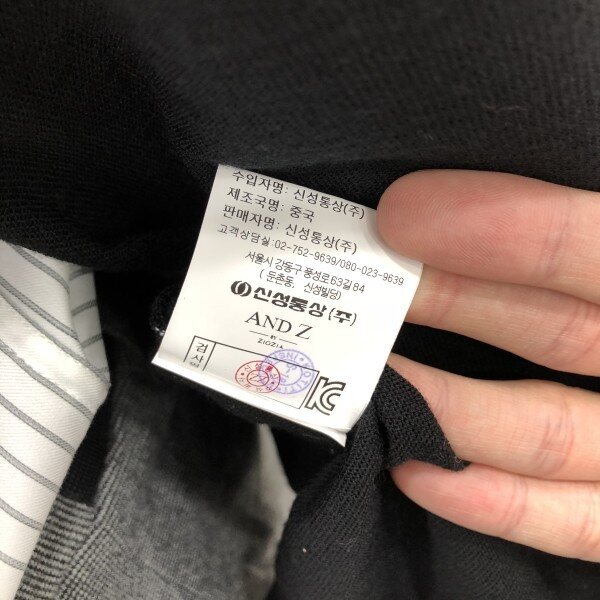 수입자명: 신성통상(주)
제조국명: 중국
판매자명: 신성통상(주)
고객상담실:02-752-9639/080-023-9639
서울시 강동구 풍성로63길84
( 둔촌동, 신성빌딩)
신성통상(주)
AND Z
BY
ZIGZIA
검사